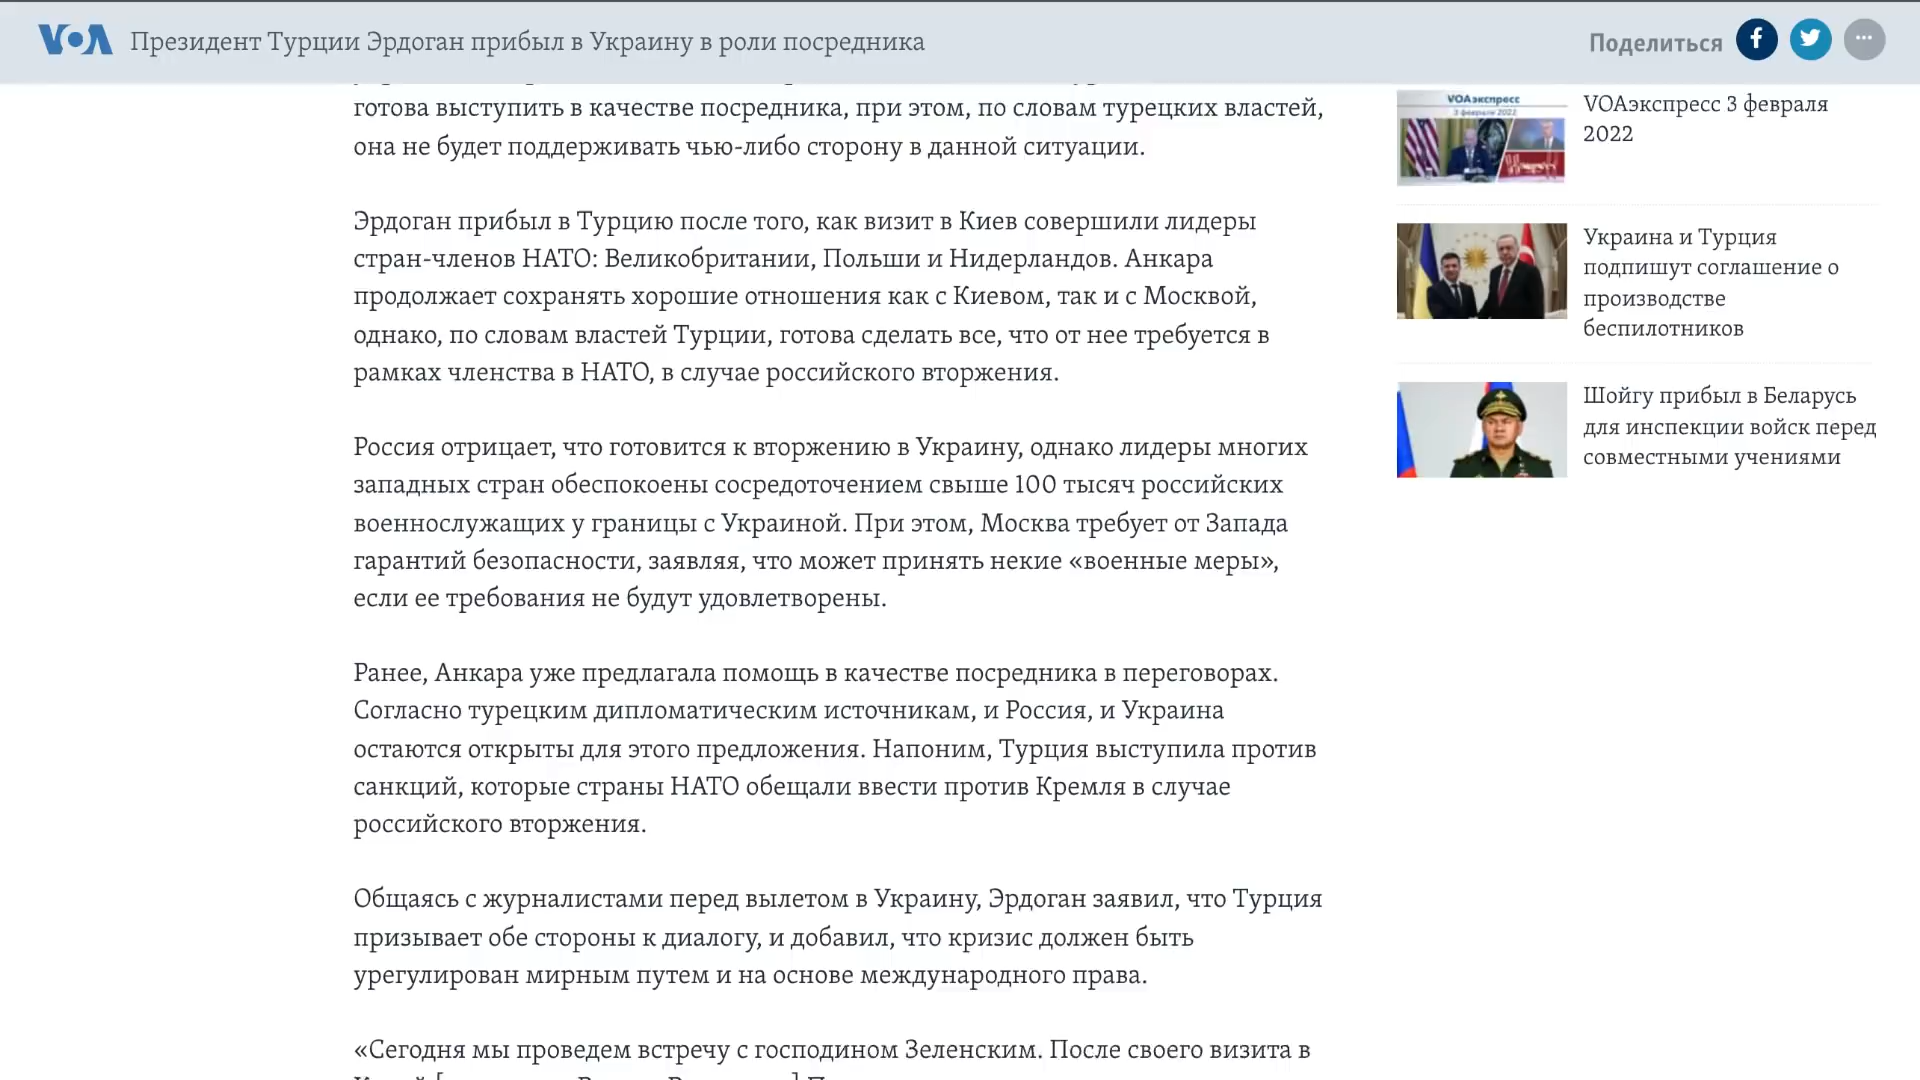 VOA Президент Турции Эрдоган прибыл в Украину в роли посредника
Поделиться
готова выступить в качестве посредника, при этом, по словам турецких властей,
она не будет поддерживать чью-либо сторону в данной ситуации.
Эрдоган прибыл в Турцию после того, как визит в Киев совершили лидеры
стран-членов НАТО: Великобритании, Польши и Нидерландов. Анкара
продолжает сохранять хорошие отношения как с Киевом, так и с Москвой,
однако, по словам властей Турции, готова сделать все, что от нее требуется в
рамках членства в НАТО, в случае российского вторжения.
Россия отрицает, что готовится к вторжению в Украину, однако лидеры многих
западных стран обеспокоены сосредоточением свыше 100 тысяч российских
военнослужащих у границы с Украиной. При этом, Москва требует от Запада
гарантий безопасности, заявляя, что может принять некие «военные меры»,
если ее требования не будут удовлетворены.
Ранее, Анкара уже предлагала помощь в качестве посредника в переговорах.
Согласно турецким дипломатическим источникам, и Россия, и Украина
остаются открыты для этого предложения. Напоним, Турция выступила против
санкций, которые страны НАТО обещали ввести против Кремля в случае
российского вторжения.
Общаясь с журналистами перед вылетом в Украину, Эрдоган заявил, что Турция
призывает обе стороны к диалогу, и добавил, что кризис должен быть
урегулирован мирным путем и на основе международного права.
«Сегодня мы проведем встречу с господином Зеленским. После своего визита в
VOAэкспресс
3 февраля 2022
VOAэкспресс 3 февраля
2022
Украина и Турция
подпишут соглашение о
производстве
беспилотников
Шойгу прибыл в Беларусь
для инспекции войск перед
совместными учениями